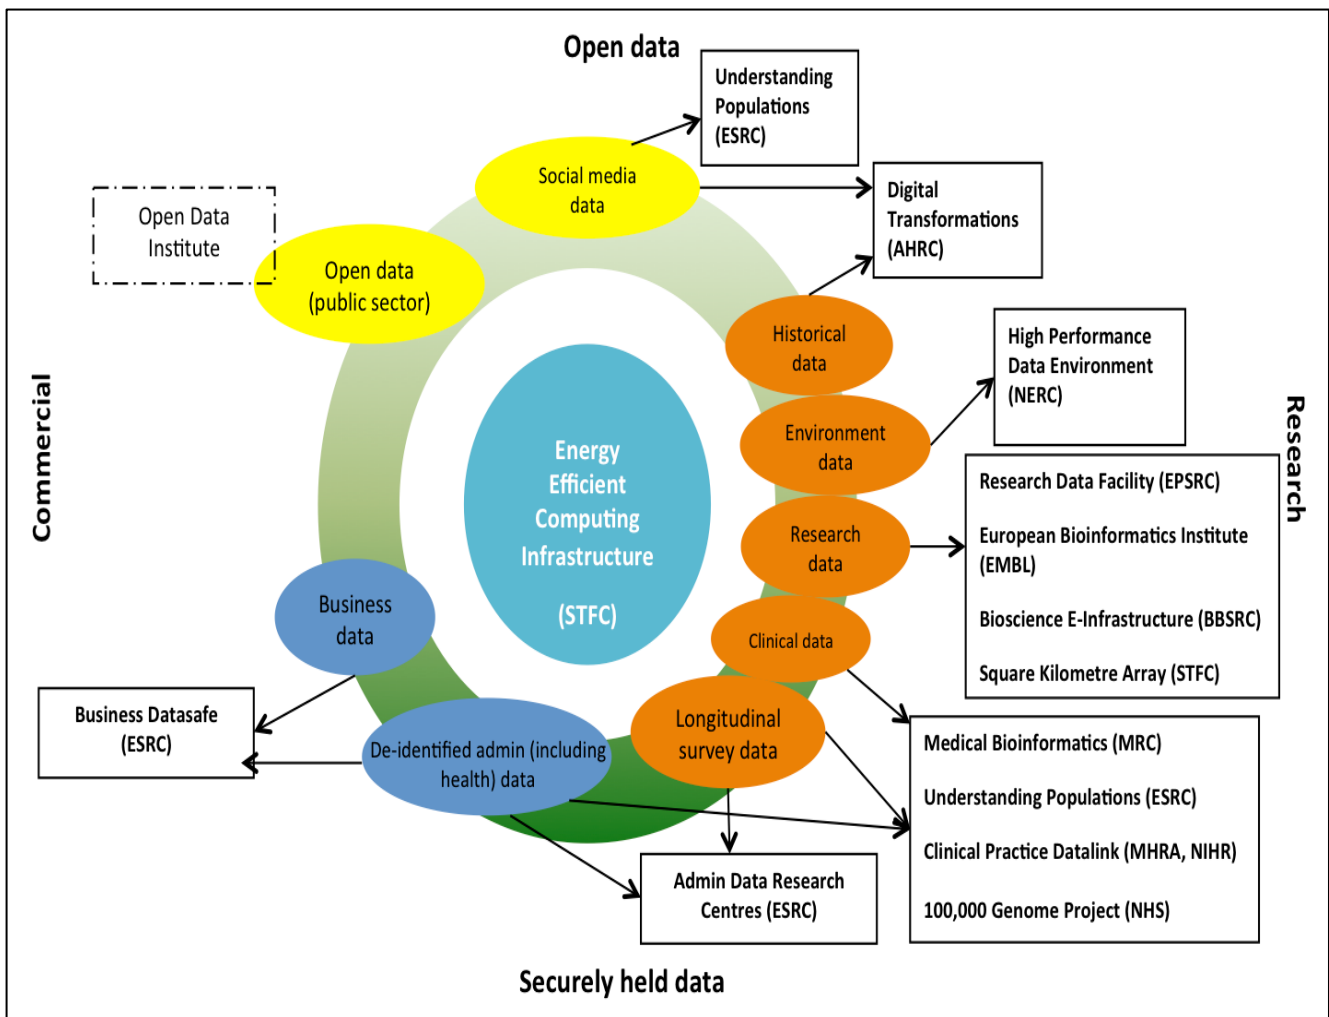 Open data
Understanding
Populations
(ESRC)
Social media
data
Digital
Transformations
(AHRC)
Open Data
Institute
Open data
(public sector)
Historical
data
High Performance
Data Environment
(NERC)
Commercial
Research
Environment
data
Energy
Efficient
Computing
Infrastructure
(STFC)
Research
data
Research Data Facility (EPSRC)
European Bioinformatics Institute
(EMBL)
Bioscience E-Infrastructure (BBSRC)
Square Kilometre Array (STFC)
Business
data
Clinical data
Business Datasafe
(ESRC)
De-identified admin (including
health) data
Longitudinal
survey data
Medical Bioinformatics (MRC)
Understanding Populations (ESRC)
Clinical Practice Datalink (MHRA, NIHR)
100,000 Genome Project (NHS)
Admin Data Research
Centres (ESRC)
Securely held data